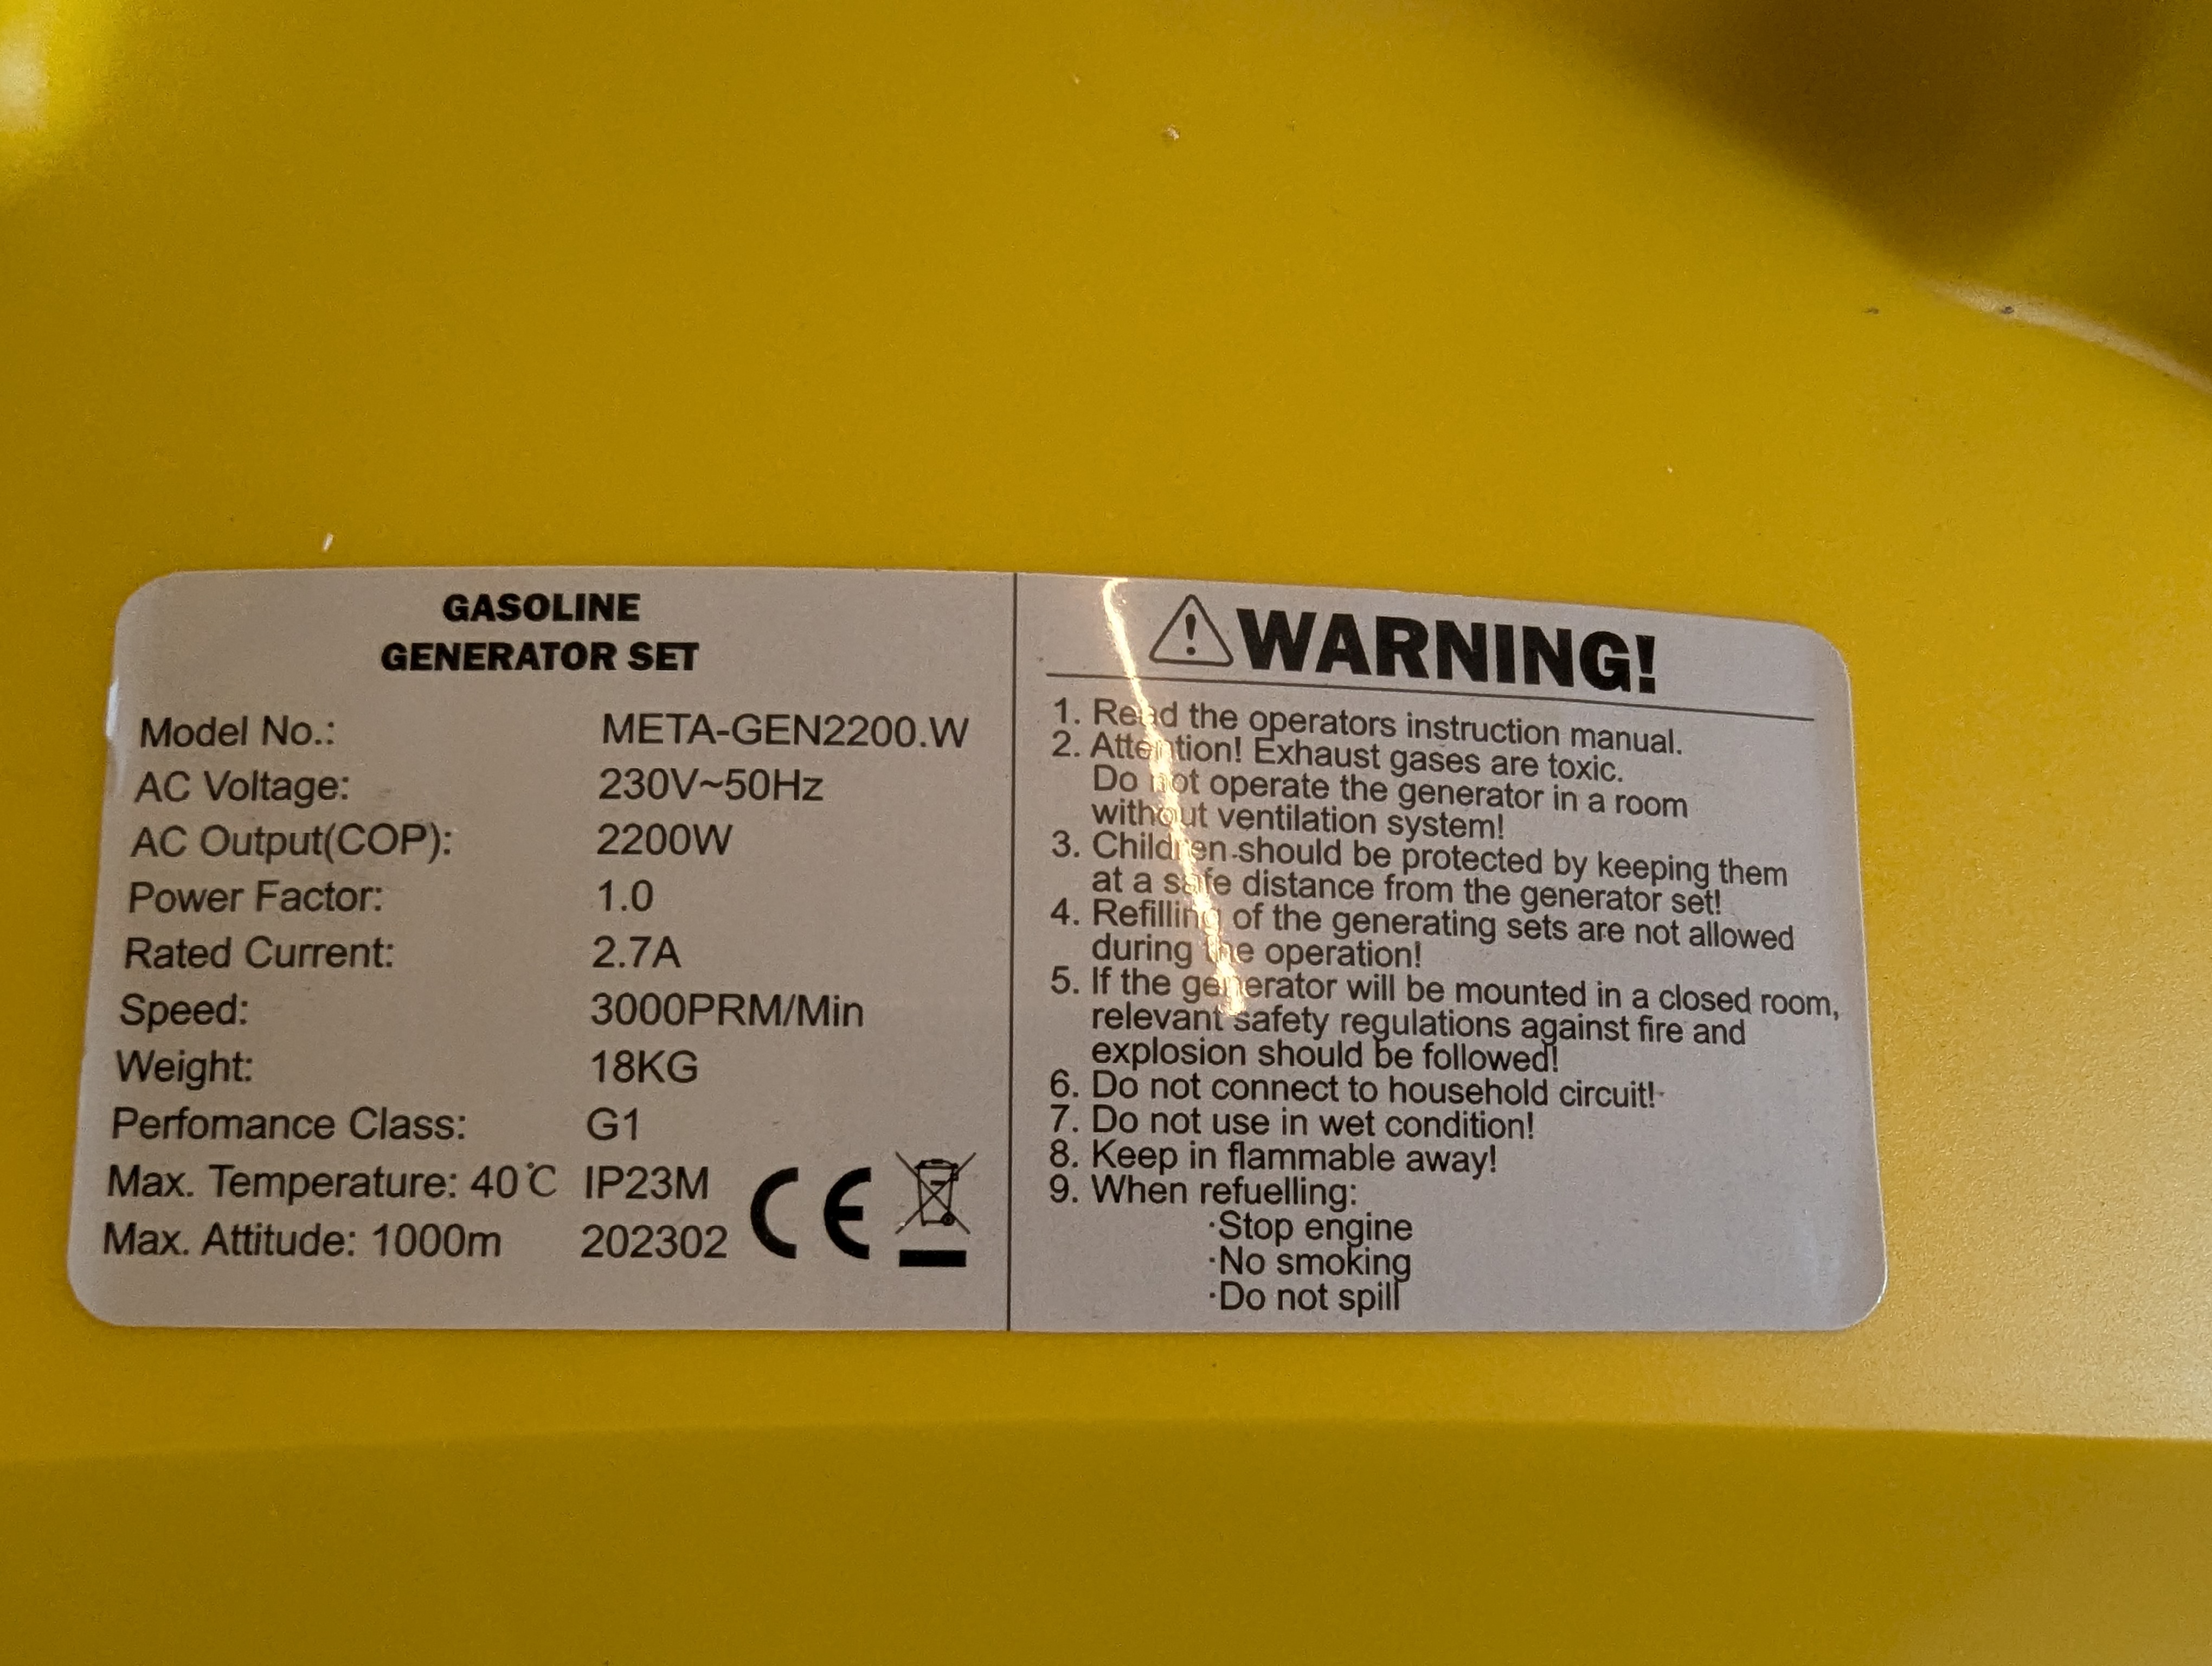 GASOLINE
GENERATOR SET
Model No.: META-GEN2200.W
AC Voltage: 230V~50Hz
AC Output(COP): 2200W
Power Factor: 1.0
Rated Current: 2.7A
Speed: 3000PRM/Min
Weight: 18KG
Perfomance Class: G1
Max. Temperature: 40℃ IP23M
Max. Attitude: 1000m 202302
CE
WARNING!
1. Read the operators instruction manual.
2. Attention! Exhaust gases are toxic.
Do not operate the generator in a room
without ventilation system!
3. Children should be protected by keeping them
at a safe distance from the generator set!
4. Refilling of the generating sets are not allowed
during the operation!
5. If the generator will be mounted in a closed room,
relevant safety regulations against fire and
explosion should be followed!
6. Do not connect to household circuit!
7. Do not use in wet condition!
8. Keep in flammable away!
9. When refuelling:
·Stop engine
·No smoking
·Do not spill